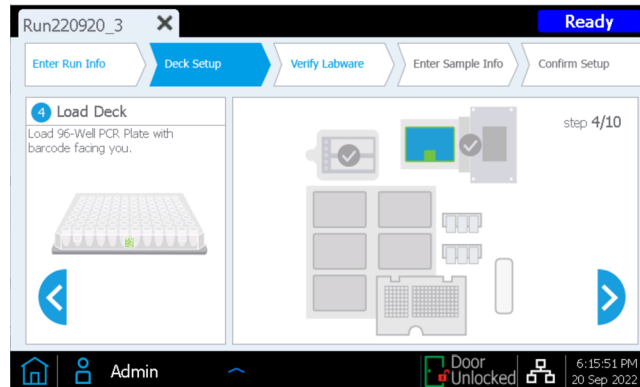 Run220920_3
Ready
Enter Run Info
Deck Setup
Verify Labware
Enter Sample Info
Confirm Setup
4 Load Deck
Load 96-Well PCR Plate with
barcode facing you.
step 4/10
Admin
Door
Unlocked
6:15:51 PM
20 Sep 2022